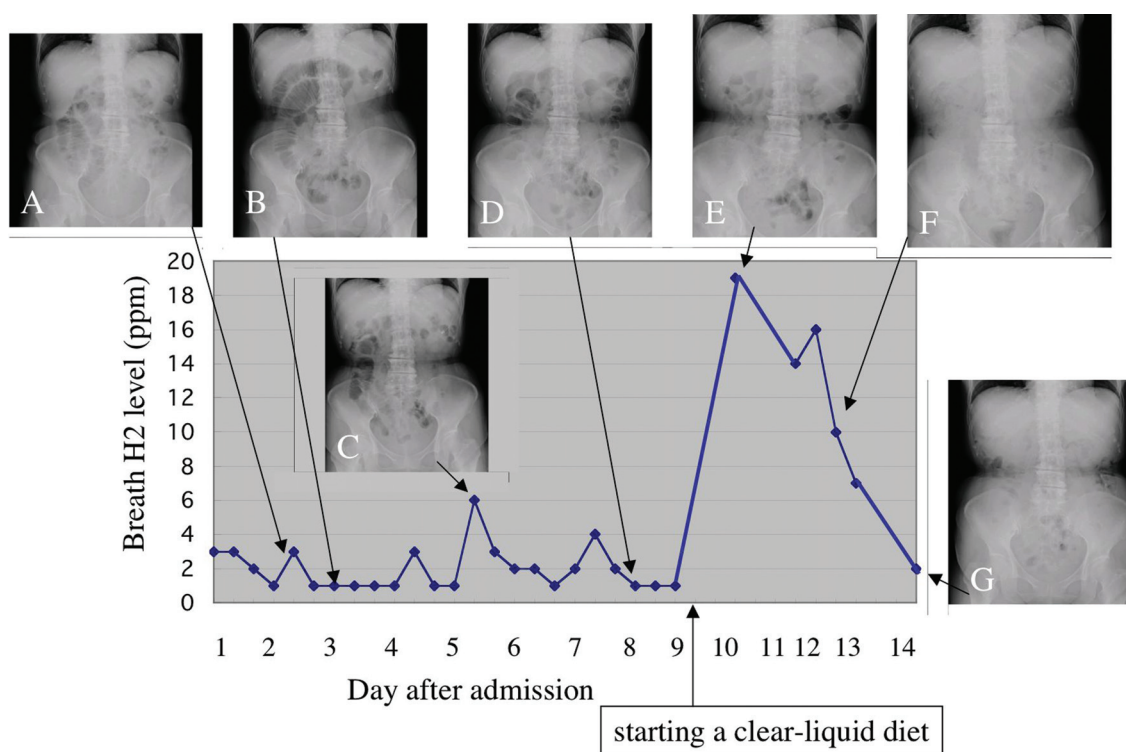 A
B
D
E
F
20
18
16
14
12
10
8
6
4
2
0
Breath H2 level (ppm)
C
G
1 2 3 4 5 6 7 8 9 10 11 12 13 14
Day after admission
starting a clear-liquid diet